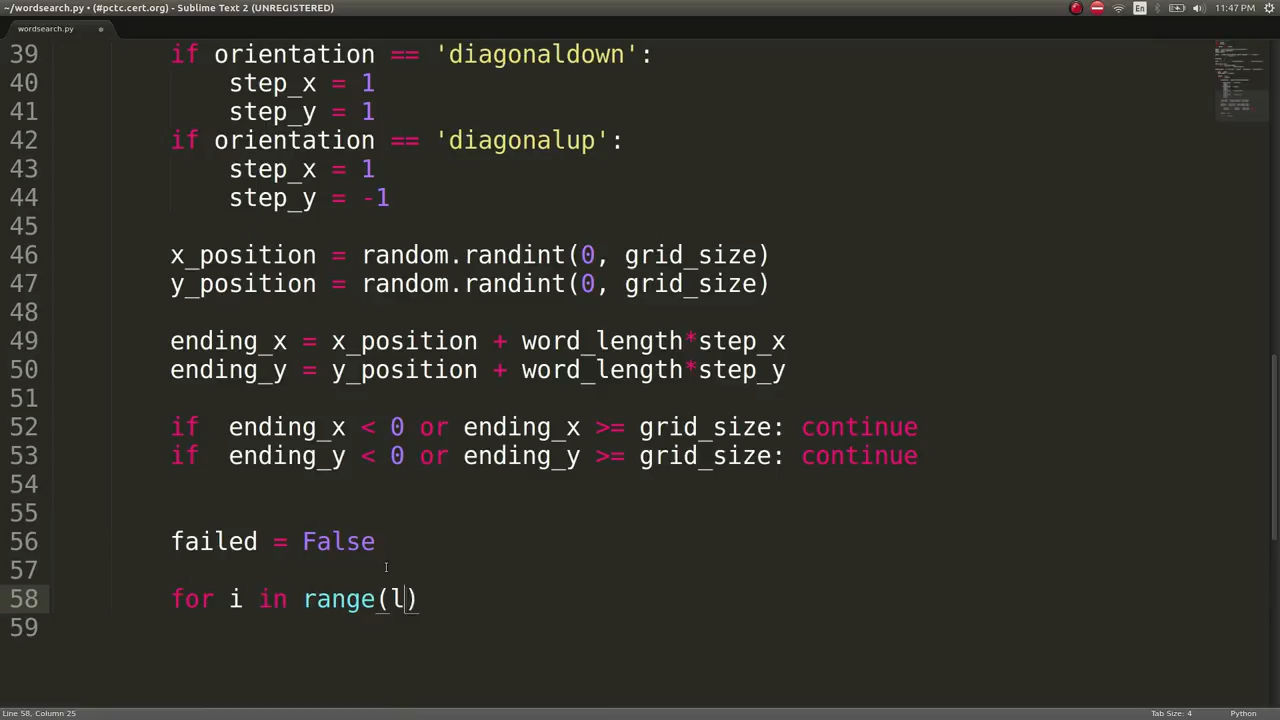 ~/wordsearch.py (#pctc.cert.org) - Sublime Text 2 (UNREGISTERED)
En
11:47 PM
wordsearch.py
39 if orientation == 'diagonaldown':
40 step_x = 1
41 step_y = 1
42 if orientation == 'diagonalup':
43 step_x = 1
44 step_y = -1
45
46 x_position = random.randint(0, grid_size)
47 y_position = random.randint(0, grid_size)
48
49 ending_x = x_position + word_length*step_x
50 ending_y = y_position + word_length*step_y
51
52 if  ending_x < 0 or ending_x >= grid_size: continue
53 if  ending_y < 0 or ending_y >= grid_size: continue
54
55
56 failed = False
57
58 for i in range(l)
59
Line 58, Column 25
Tab Size: 4
Python